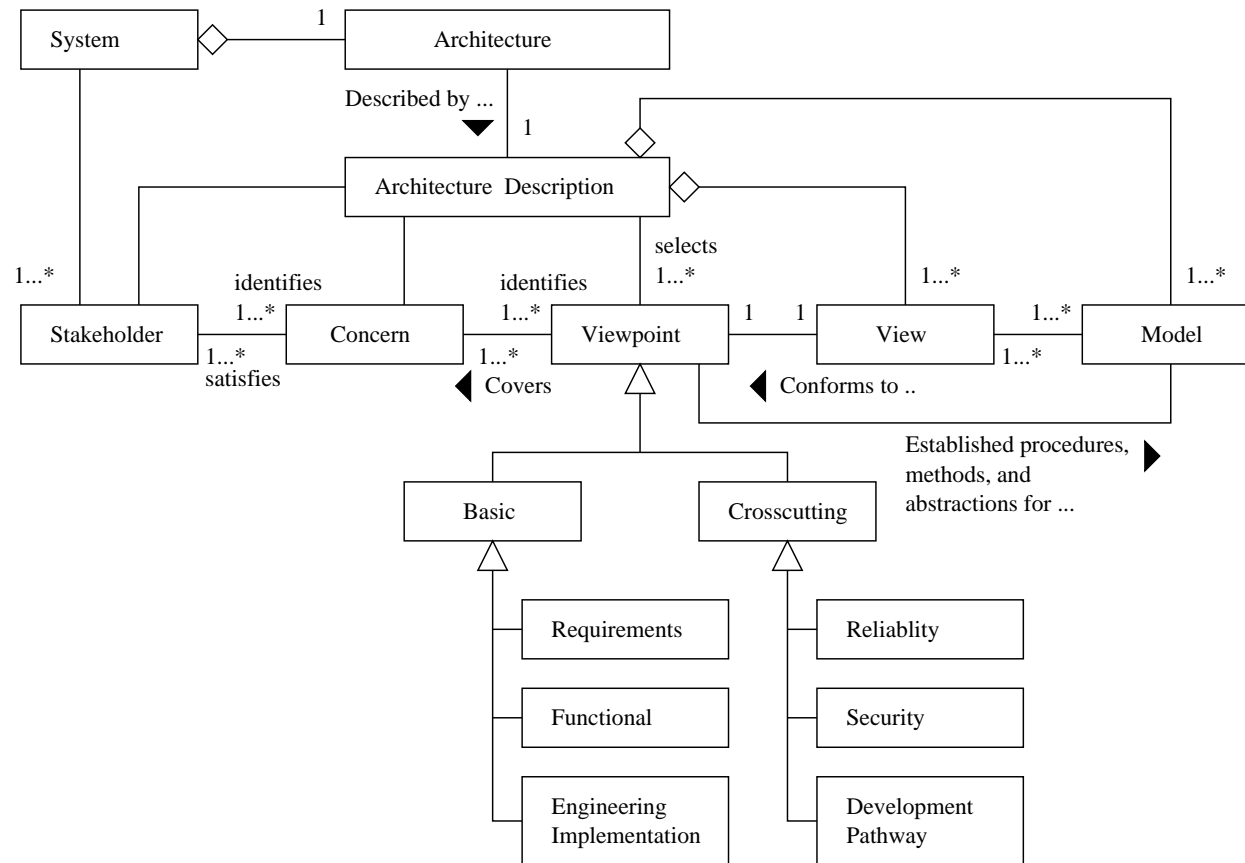 System
1
Architecture
Described by ...
1
Architecture Description
selects
1...*
identifies
1...*
identifies
1...*
1...*
1...*
1...*
Stakeholder
Concern
Viewpoint
1
1
View
1...*
Model
1...*
satisfies
1...*
Covers
Conforms to ..
1...*
Established procedures,
methods, and
abstractions for ...
Basic
Crosscutting
Requirements
Reliablity
Functional
Security
Engineering
Implementation
Development
Pathway